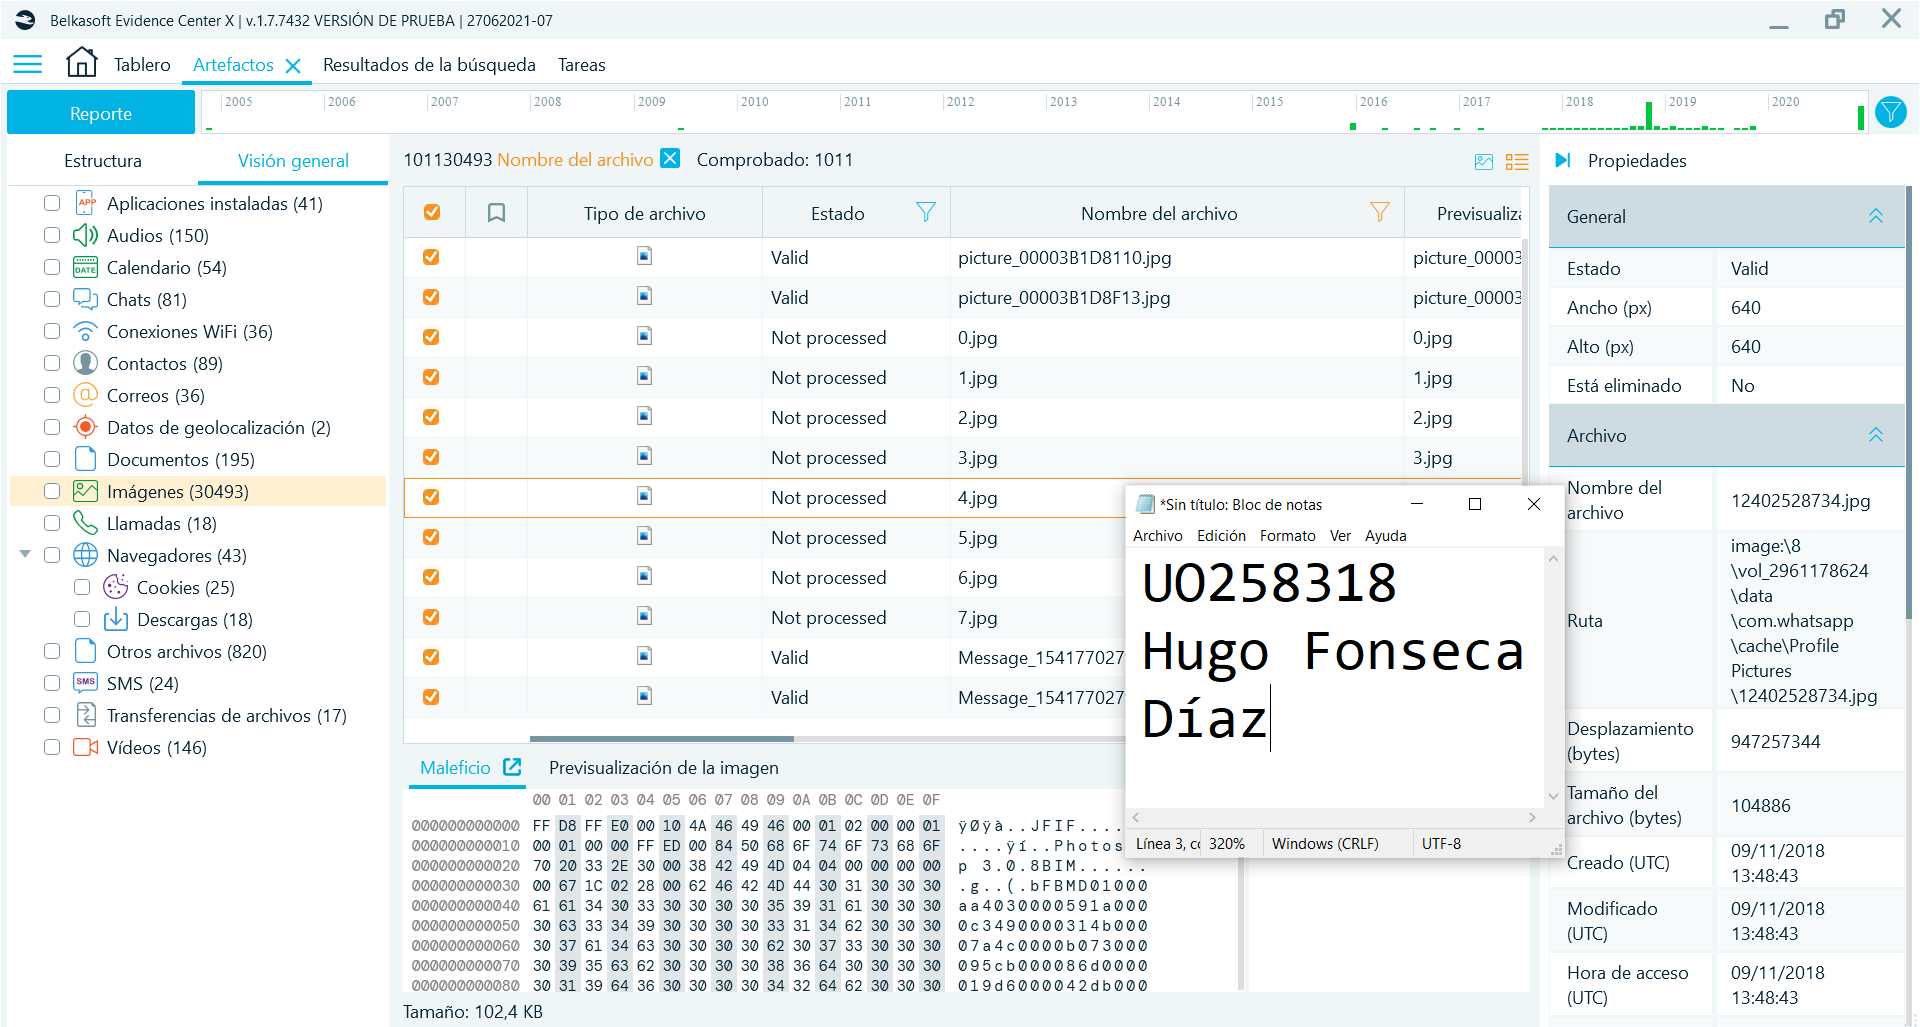 Belkasoft Evidence Center X | v.1.7.7432 VERSIÓN DE PRUEBA | 27062021-07
Tablero
Artefactos
Resultados de la búsqueda
Tareas
Reporte
2005 2006 2007 2008 2009 2010 2011 2012 2013 2014 2015 2016 2017 2018 2019 2020
Estructura
Visión general
APP Aplicaciones instaladas (41)
Audios (150)
DATE Calendario (54)
Chats (81)
Conexiones WiFi (36)
Contactos (89)
@ Correos (36)
Datos de geolocalización (2)
Documentos (195)
Imágenes (30493)
Llamadas (18)
Navegadores (43)
Cookies (25)
Descargas (18)
Otros archivos (820)
SMS SMS (24)
Transferencias de archivos (17)
Vídeos (146)
101130493 Nombre del archivo Comprobado: 1011
Tipo de archivo Estado Nombre del archivo Previsualiza
Valid picture_00003B1D8110.jpg picture_00003
Valid picture_00003B1D8F13.jpg picture_00003
Not processed 0.jpg 0.jpg
Not processed 1.jpg 1.jpg
Not processed 2.jpg 2.jpg
Not processed 3.jpg 3.jpg
Not processed 4.jpg
Not processed 5.jpg
Not processed 6.jpg
Not processed 7.jpg
Valid Message_154177027
Valid Message_154177027
*Sin título: Bloc de notas
Archivo Edición Formato Ver Ayuda
UO258318
Hugo Fonseca
Díaz
Línea 3, co 320% Windows (CRLF) UTF-8
Maleficio
Previsualización de la imagen
00 01 02 03 04 05 06 07 08 09 0A 0B 0C 0D 0E 0F
000000000000 FF D8 FF E0 00 10 4A 46 49 46 00 01 02 00 00 01 ÿØÿà..JFIF......
000000000010 00 01 00 00 FF ED 00 84 50 68 6F 74 6F 73 68 6F ....ÿí..Photos
000000000020 70 20 33 2E 30 00 38 42 49 4D 04 04 00 00 00 00 p 3.0.8BIM......
000000000030 00 67 1C 02 28 00 62 46 42 4D 44 30 31 30 30 30 .g..(.bFBMD01000
000000000040 61 61 34 30 33 30 30 30 30 35 39 31 61 30 30 30 aa4030000591a000
000000000050 30 63 33 34 39 30 30 30 30 33 31 34 62 30 30 30 0c3490000314b000
000000000060 30 37 61 34 63 30 30 30 30 62 30 37 33 30 30 30 07a4c0000b073000
000000000070 30 39 35 63 62 30 30 30 30 38 36 64 30 30 30 30 095cb000086d0000
000000000080 30 31 39 64 36 30 30 30 30 34 32 64 62 30 30 30 019d6000042db000
Tamaño: 102,4 KB
Propiedades
General
Estado Valid
Ancho (px) 640
Alto (px) 640
Está eliminado No
Archivo
Nombre del archivo 12402528734.jpg
Ruta
image:\8
\vol_2961178624
\data
\com.whatsapp
\cache\Profile
Pictures
\12402528734.jpg
Desplazamiento (bytes) 947257344
Tamaño del archivo (bytes) 104886
Creado (UTC) 09/11/2018 13:48:43
Modificado (UTC) 09/11/2018 13:48:43
Hora de acceso (UTC) 09/11/2018 13:48:43